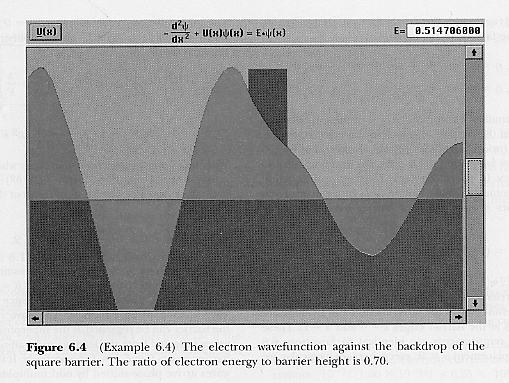 U(x)
- d²ψ/dx² + U(x)ψ(x) = E•ψ(x)
E= 0.514706000
Figure 6.4 (Example 6.4) The electron wavefunction against the backdrop of the
square barrier. The ratio of electron energy to barrier height is 0.70.